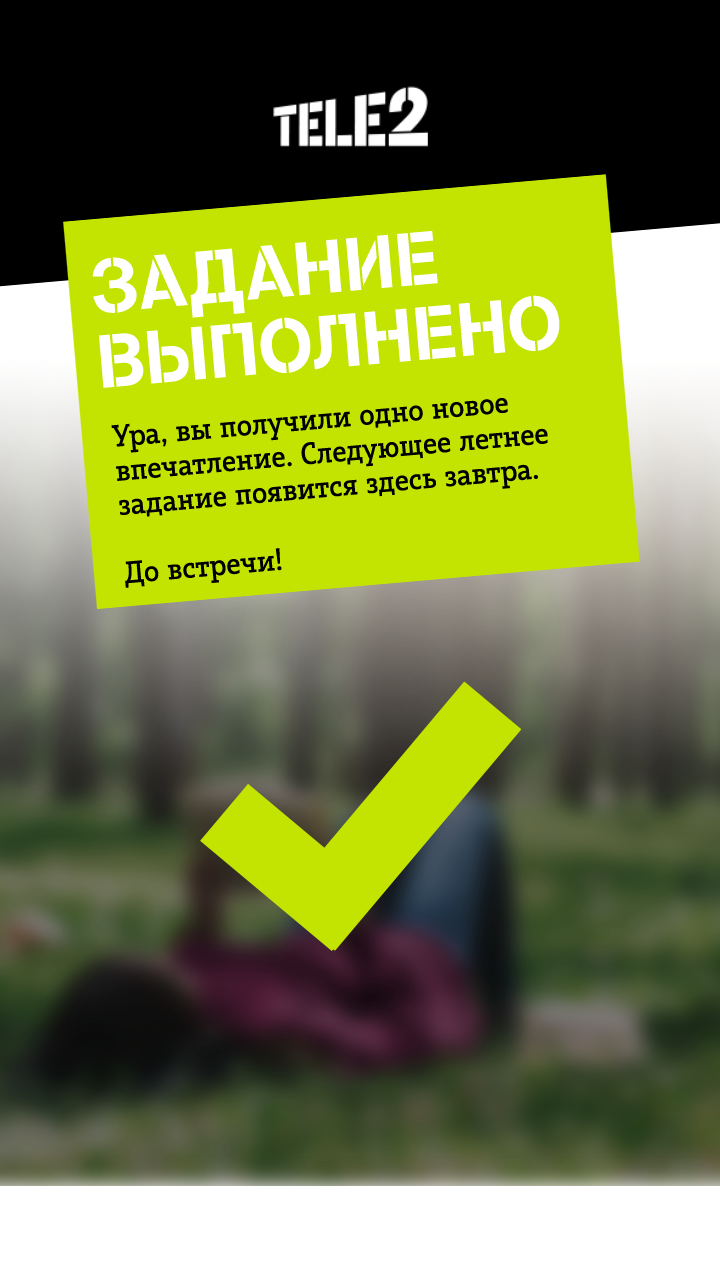 TELE2
ЗАДАНИЕ
ВЫПОЛНЕНО
Ура, вы получили одно новое
впечатление. Следующее летнее
задание появится здесь завтра.
До встречи!